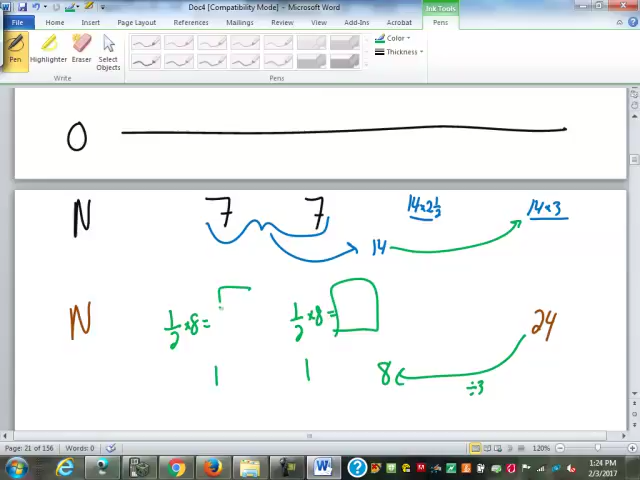 Doc4 [Compatibility Mode] - Microsoft Word
Ink Tools
File Home Insert Page Layout References Mailings Review View Add-Ins Acrobat Pens
Pen Highlighter Eraser Select Objects
Color
Thickness
Write Pens
O
N 7 7 14×2 1/2 14×3
14
N 1/2 × 8 = 1/2 × 8 = 24
1 1 8 ÷3
Page: 21 of 156 Words: 0 120%
1:24 PM
2/3/2017